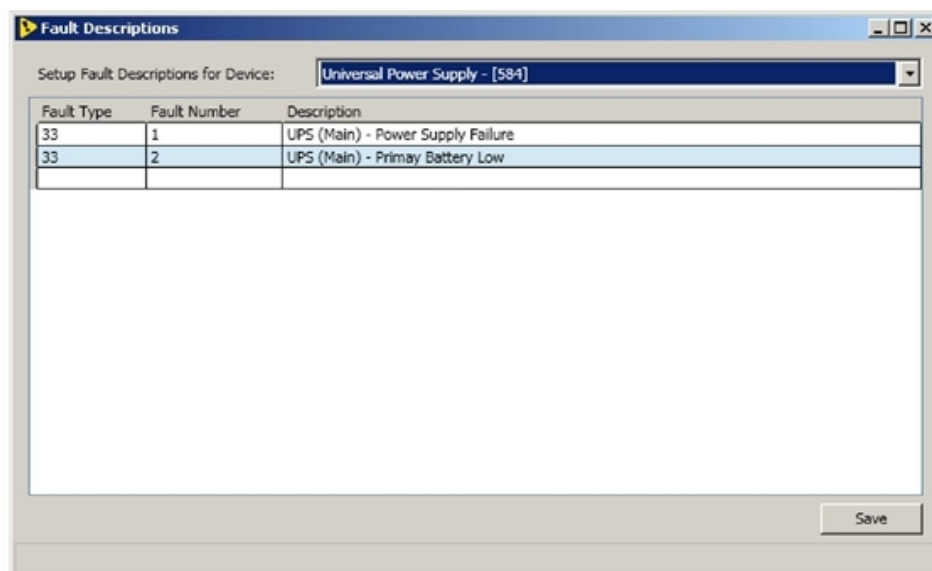 Fault Descriptions
Setup Fault Descriptions for Device: Universal Power Supply - [584]
Fault Type Fault Number Description
33 1 UPS (Main) - Power Supply Failure
33 2 UPS (Main) - Primay Battery Low
Save